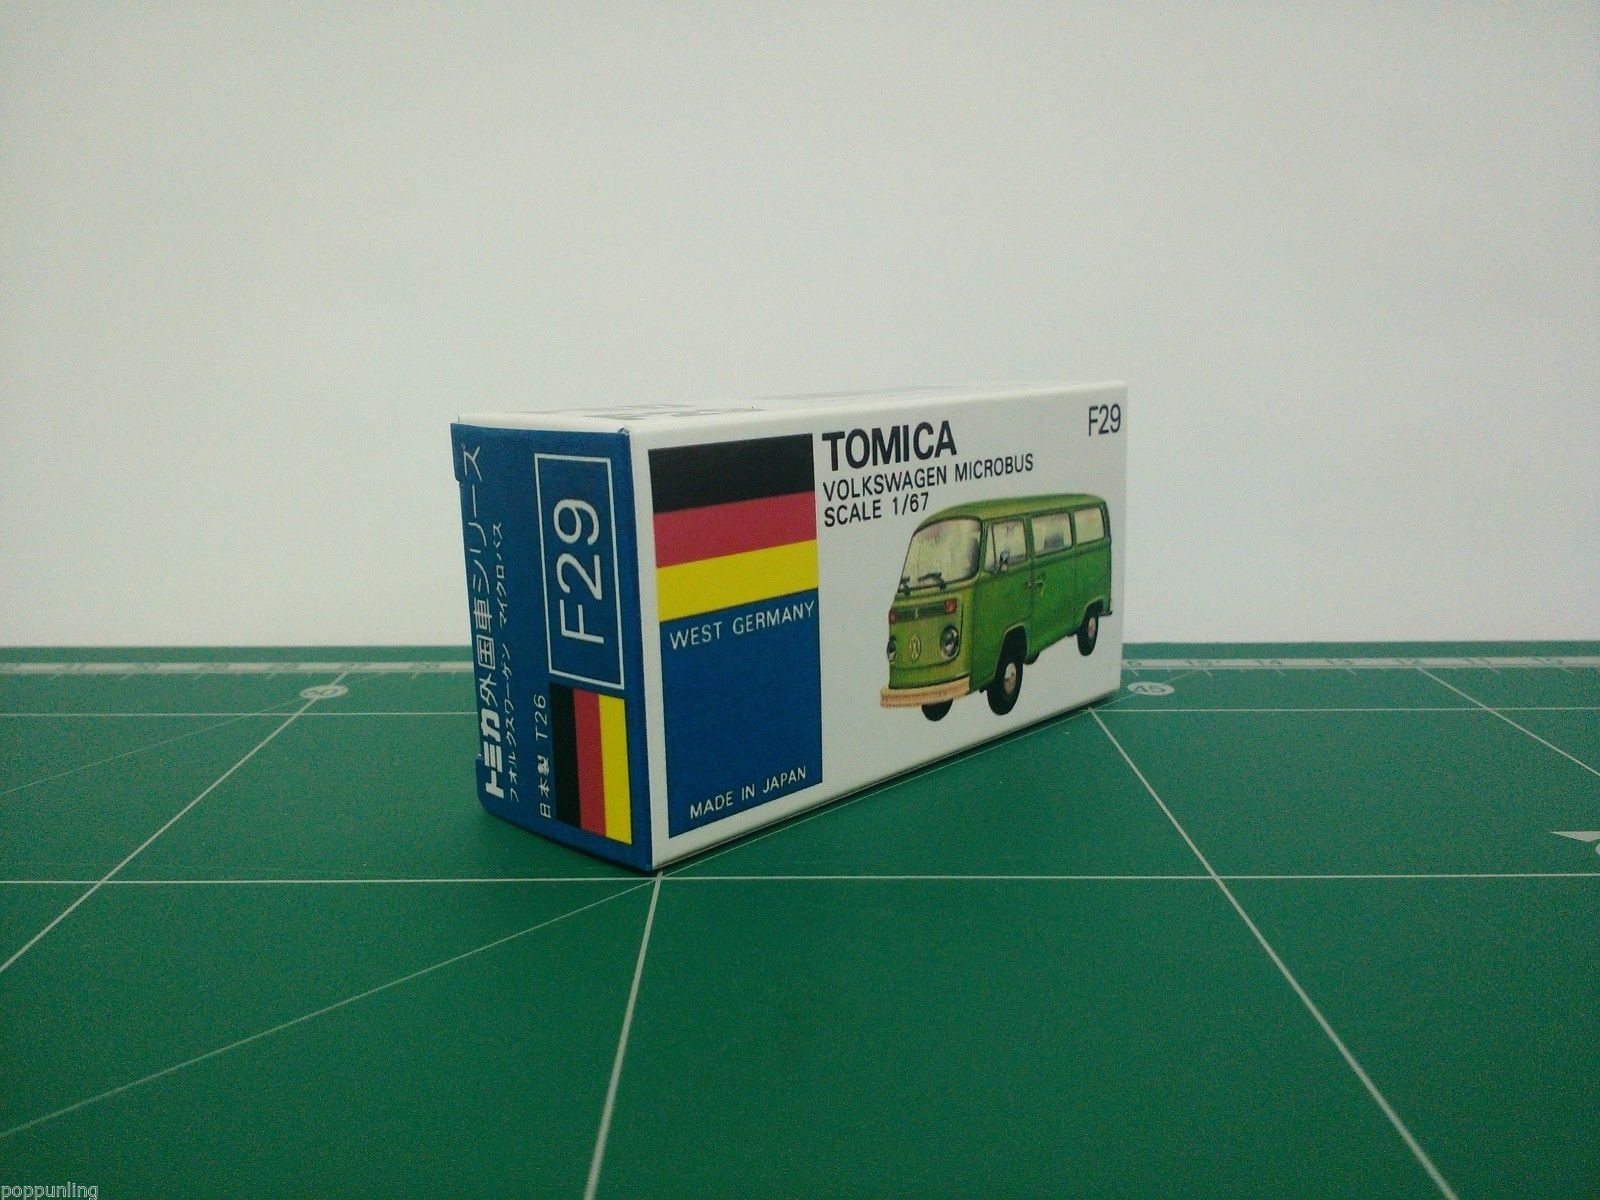 トミカ外国車シリーズ
フォルクスワーゲン マイクロバス
日本製 T26
F29
WEST GERMANY
MADE IN JAPAN
TOMICA
VOLKSWAGEN MICROBUS
SCALE 1/67
F29
45
poppunling